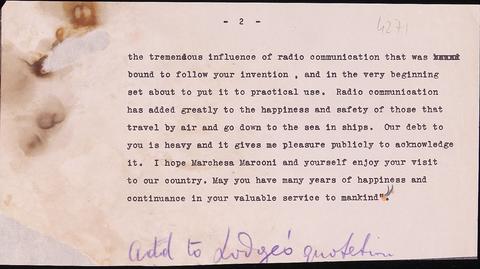 - 2 -
4271
the tremendous influence of radio communication that was
bound to follow your invention , and in the very beginning
set about to put it to practical use.  Radio communication
has added greatly to the happiness and safety of those that
travel by air and go down to the sea in ships.  Our debt to
you is heavy and it gives me pleasure publicly to acknowledge
it.  I hope Marchesa Marconi and yourself enjoy your visit
to our country. May you have many years of happiness and
continuance in your valuable service to mankind".
Add to Lodge's quotation